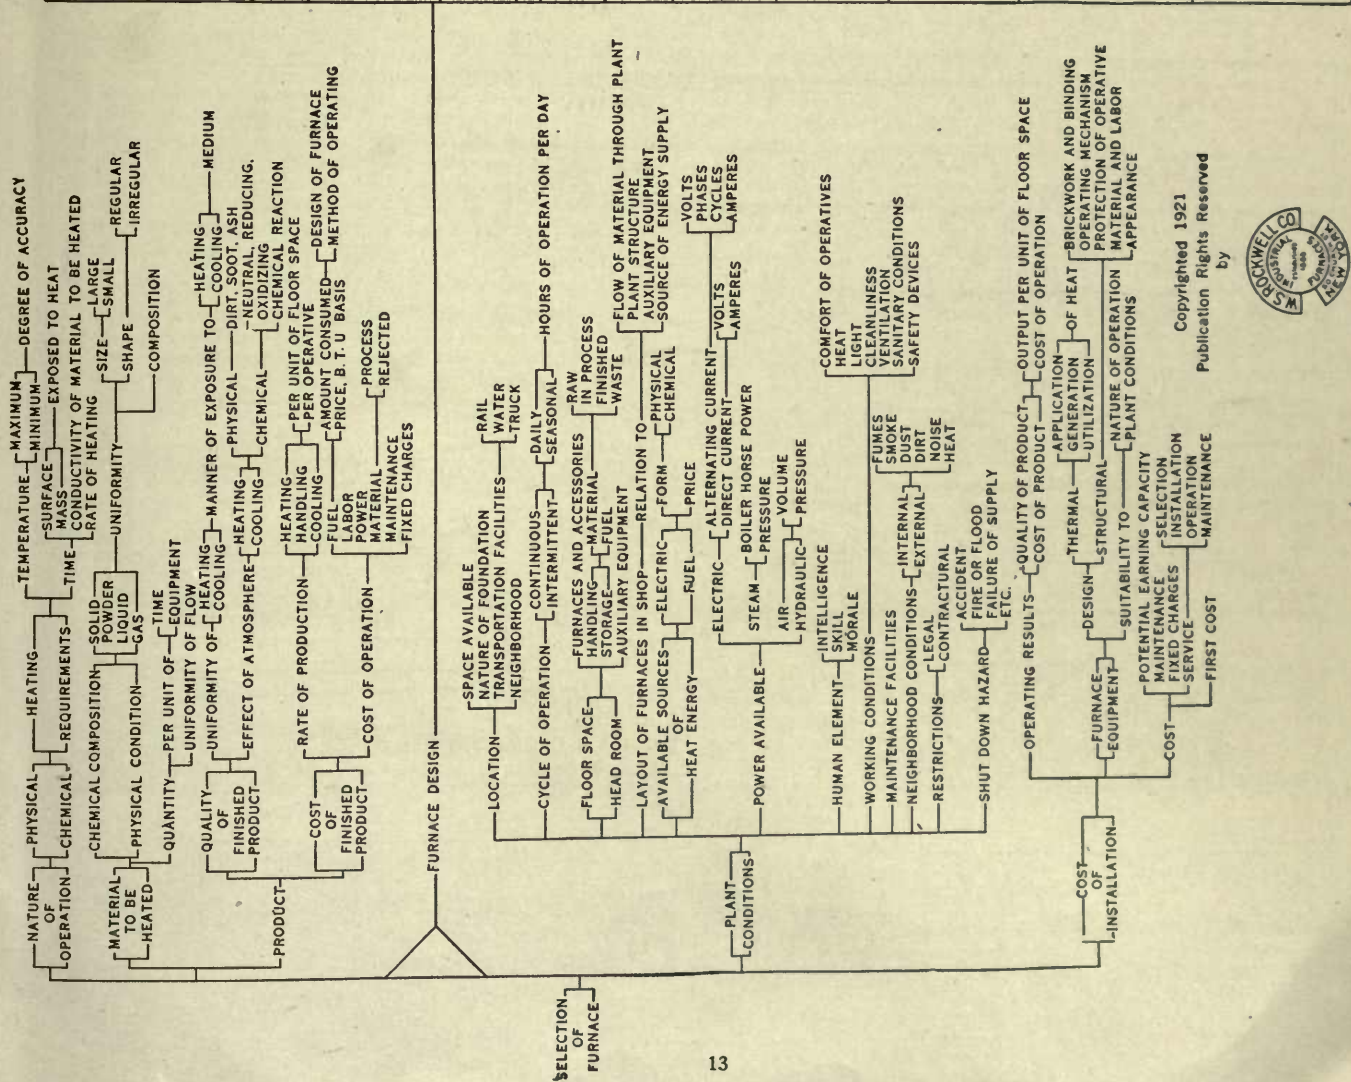 SELECTION
OF
FURNACE
NATURE
OF
OPERATION
PHYSICAL
CHEMICAL
HEATING
REQUIREMENTS
TEMPERATURE
MAXIMUM
MINIMUM
DEGREE OF ACCURACY
TIME
SURFACE
MASS
EXPOSED TO HEAT
CONDUCTIVITY OF MATERIAL TO BE HEATED
RATE OF HEATING
MATERIAL
TO BE
HEATED
CHEMICAL COMPOSITION
PHYSICAL CONDITION
SOLID
POWDER
LIQUID
GAS
UNIFORMITY
SIZE
LARGE
SMALL
SHAPE
REGULAR
IRREGULAR
COMPOSITION
QUANTITY
PER UNIT OF
TIME
EQUIPMENT
UNIFORMITY OF FLOW
PRODUCT
QUALITY
OF
FINISHED
PRODUCT
UNIFORMITY OF
HEATING
COOLING
MANNER OF EXPOSURE TO
HEATING
COOLING
MEDIUM
EFFECT OF ATMOSPHERE
HEATING
COOLING
PHYSICAL
DIRT, SOOT, ASH
CHEMICAL
NEUTRAL, REDUCING,
OXIDIZING
CHEMICAL REACTION
COST
OF
FINISHED
PRODUCT
RATE OF PRODUCTION
HEATING
HANDLING
COOLING
PER UNIT OF FLOOR SPACE
PER OPERATIVE
COST OF OPERATION
FUEL
LABOR
POWER
MATERIAL
MAINTENANCE
FIXED CHARGES
AMOUNT CONSUMED
PRICE, B. T. U BASIS
DESIGN OF FURNACE
METHOD OF OPERATING
PROCESS
REJECTED
FURNACE DESIGN
PLANT
CONDITIONS
LOCATION
SPACE AVAILABLE
NATURE OF FOUNDATION
TRANSPORTATION FACILITIES
NEIGHBORHOOD
RAIL
WATER
TRUCK
CYCLE OF OPERATION
CONTINUOUS
INTERMITTENT
DAILY
SEASONAL
HOURS OF OPERATION PER DAY
FLOOR SPACE
HEAD ROOM
FURNACES AND ACCESSORIES
HANDLING
STORAGE
MATERIAL
FUEL
AUXILIARY EQUIPMENT
RAW
IN PROCESS
FINISHED
WASTE
LAYOUT OF FURNACES IN SHOP
RELATION TO
FLOW OF MATERIAL THROUGH PLANT
PLANT STRUCTURE
AUXILIARY EQUIPMENT
SOURCE OF ENERGY SUPPLY
AVAILABLE SOURCES
OF
HEAT ENERGY
ELECTRIC
FUEL
ELECTRIC
FORM
PHYSICAL
CHEMICAL
PRICE
POWER AVAILABLE
ELECTRIC
ALTERNATING CURRENT
VOLTS
PHASES
CYCLES
AMPERES
DIRECT CURRENT
VOLTS
AMPERES
STEAM
BOILER HORSE POWER
PRESSURE
AIR
HYDRAULIC
VOLUME
PRESSURE
HUMAN ELEMENT
INTELLIGENCE
SKILL
MORALE
WORKING CONDITIONS
COMFORT OF OPERATIVES
HEAT
LIGHT
CLEANLINESS
VENTILATION
SANITARY CONDITIONS
SAFETY DEVICES
MAINTENANCE FACILITIES
NEIGHBORHOOD CONDITIONS
INTERNAL
EXTERNAL
FUMES
SMOKE
DUST
DIRT
NOISE
HEAT
RESTRICTIONS
LEGAL
CONTRACTURAL
SHUT DOWN HAZARD
ACCIDENT
FIRE OR FLOOD
FAILURE OF SUPPLY
ETC.
COST
OF
INSTALLATION
OPERATING RESULTS
QUALITY OF PRODUCT
COST OF PRODUCT
OUTPUT PER UNIT OF FLOOR SPACE
COST OF OPERATION
FURNACE
EQUIPMENT
DESIGN
THERMAL
APPLICATION
GENERATION
UTILIZATION
OF HEAT
STRUCTURAL
BRICKWORK AND BINDING
OPERATING MECHANISM
PROTECTION OF OPERATIVE
MATERIAL AND LABOR
APPEARANCE
SUITABILITY TO
NATURE OF OPERATION
PLANT CONDITIONS
COST
POTENTIAL EARNING CAPACITY
MAINTENANCE
FIXED CHARGES
SERVICE
SELECTION
INSTALLATION
OPERATION
MAINTENANCE
FIRST COST
Copyrighted 1921
Publication Rights Reserved
by
W.S. ROCKWELL CO.
INDUSTRIAL
FURNACES
NEW YORK
13